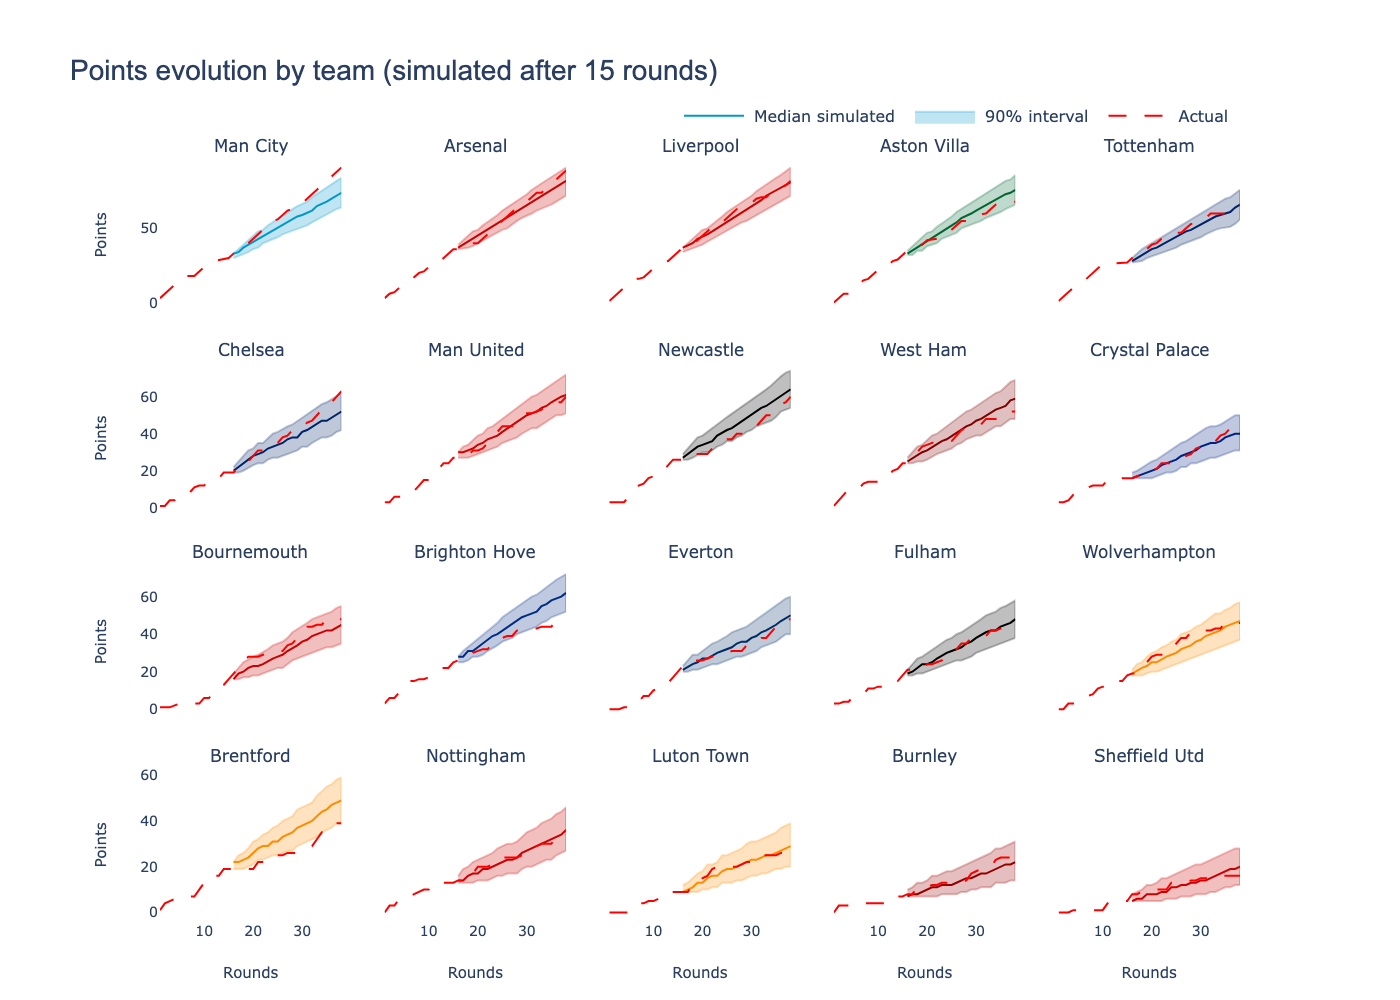 Points evolution by team (simulated after 15 rounds)
Median simulated 90% interval Actual
Man City Arsenal Liverpool Aston Villa Tottenham
Points
50
0
Chelsea Man United Newcastle West Ham Crystal Palace
Points
60
40
20
0
Bournemouth Brighton Hove Everton Fulham Wolverhampton
Points
60
40
20
0
Brentford Nottingham Luton Town Burnley Sheffield Utd
Points
60
40
20
0
10 20 30 10 20 30 10 20 30 10 20 30 10 20 30
Rounds Rounds Rounds Rounds Rounds